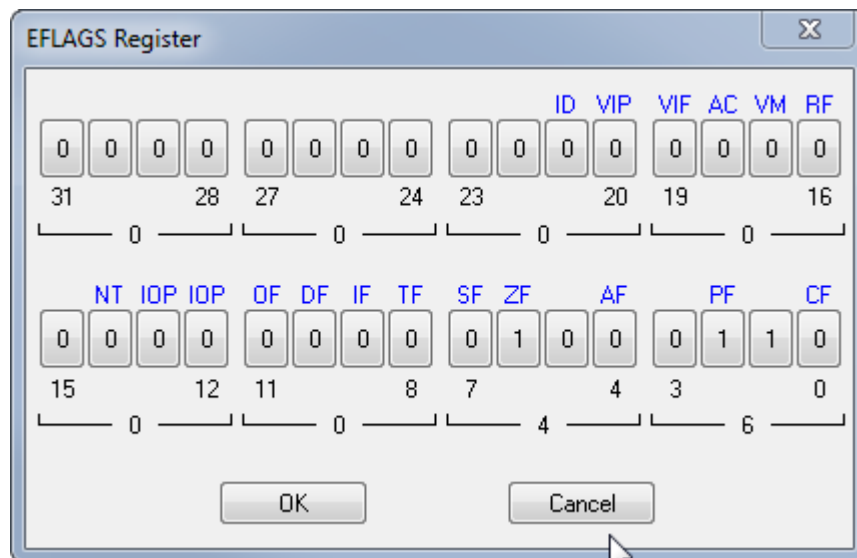 EFLAGS Register
ID VIP VIF AC VM RF
0 0 0 0 0 0 0 0 0 0 0 0 0 0 0 0
31 28 27 24 23 20 19 16
0 0 0 0
NT IOP IOP OF DF IF TF SF ZF AF PF CF
0 0 0 0 0 0 0 0 0 1 0 0 0 1 1 0
15 12 11 8 7 4 3 0
0 0 4 6
OK Cancel